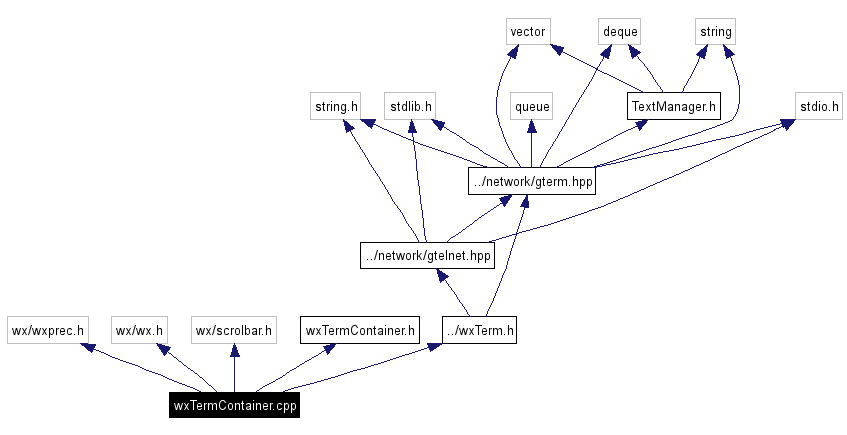 vector
deque
string
string.h
stdlib.h
queue
TextManager.h
stdio.h
../network/gterm.hpp
../network/gtelnet.hpp
wx/wxprec.h
wx/wx.h
wx/scrolbar.h
wxTermContainer.h
../wxTerm.h
wxTermContainer.cpp